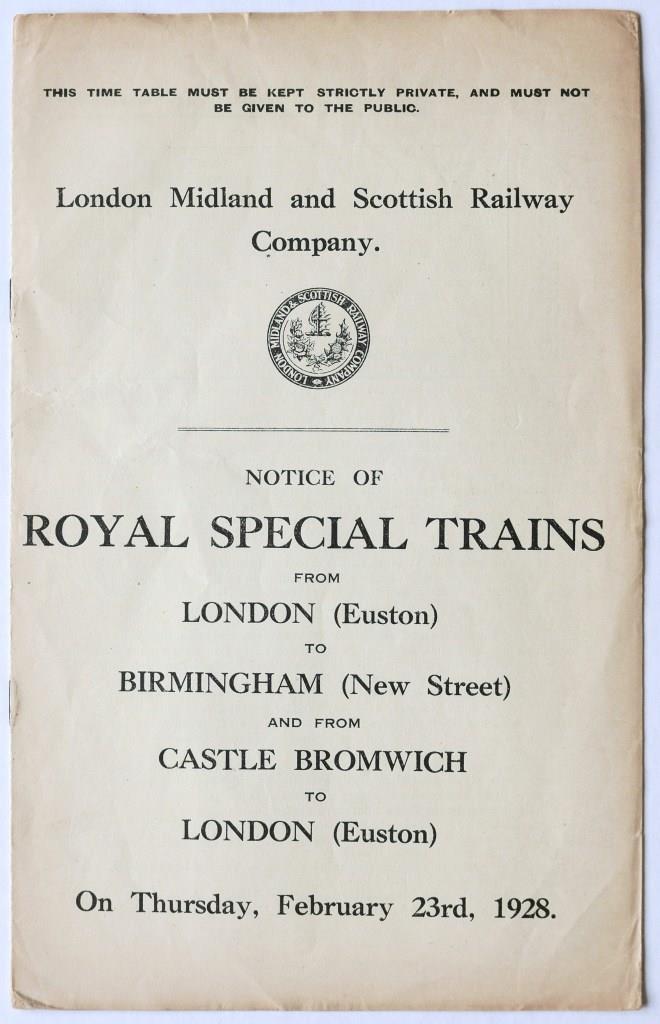 THIS TIME TABLE MUST BE KEPT STRICTLY PRIVATE, AND MUST NOT
BE GIVEN TO THE PUBLIC.
London Midland and Scottish Railway
Company.
LONDON MIDLAND & SCOTTISH RAILWAY COMPANY
NOTICE OF
ROYAL SPECIAL TRAINS
FROM
LONDON (Euston)
TO
BIRMINGHAM (New Street)
AND FROM
CASTLE BROMWICH
TO
LONDON (Euston)
On Thursday, February 23rd, 1928.